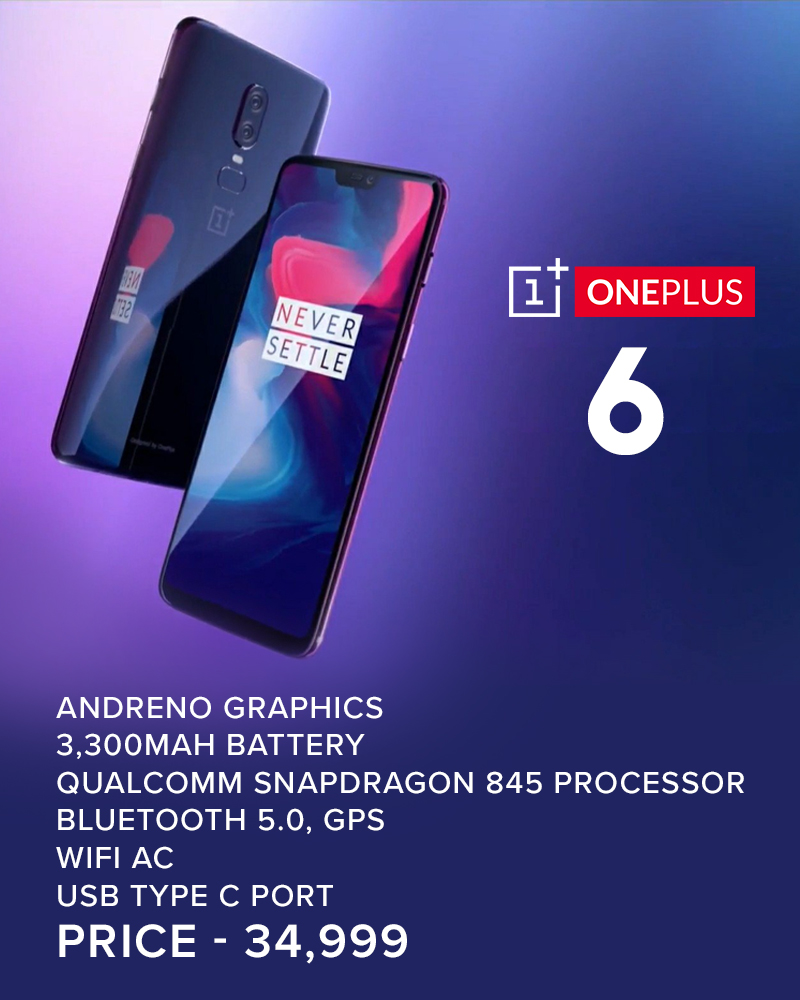 NEVER
SETTLE
1+ ONEPLUS
6
ANDRENO GRAPHICS
3,300MAH BATTERY
QUALCOMM SNAPDRAGON 845 PROCESSOR
BLUETOOTH 5.0, GPS
WIFI AC
USB TYPE C PORT
PRICE - 34,999